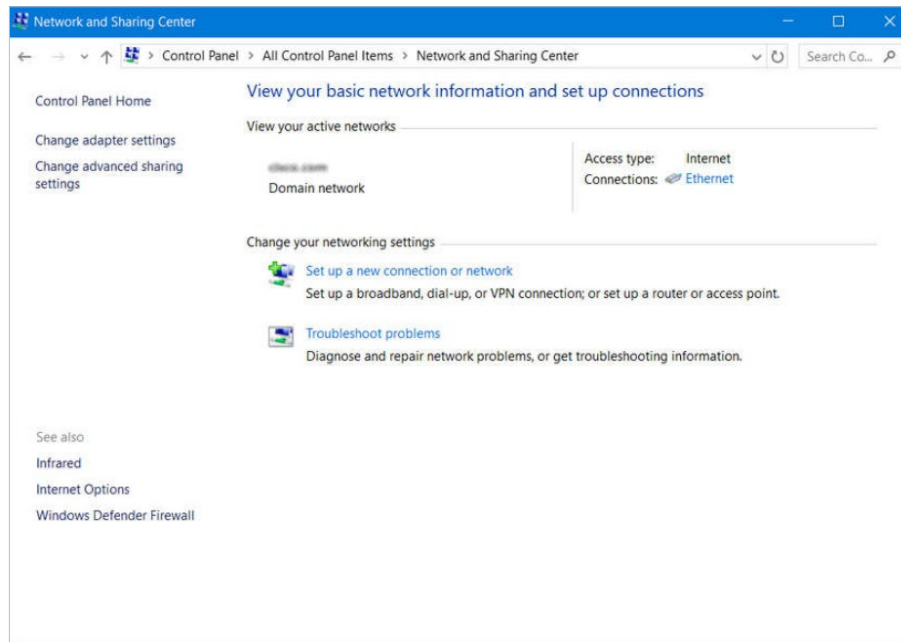 Network and Sharing Center
Control Panel > All Control Panel Items > Network and Sharing Center
Search Co...
Control Panel Home
Change adapter settings
Change advanced sharing
settings
View your basic network information and set up connections
View your active networks
Domain network
Access type: Internet
Connections: Ethernet
Change your networking settings
Set up a new connection or network
Set up a broadband, dial-up, or VPN connection; or set up a router or access point.
Troubleshoot problems
Diagnose and repair network problems, or get troubleshooting information.
See also
Infrared
Internet Options
Windows Defender Firewall